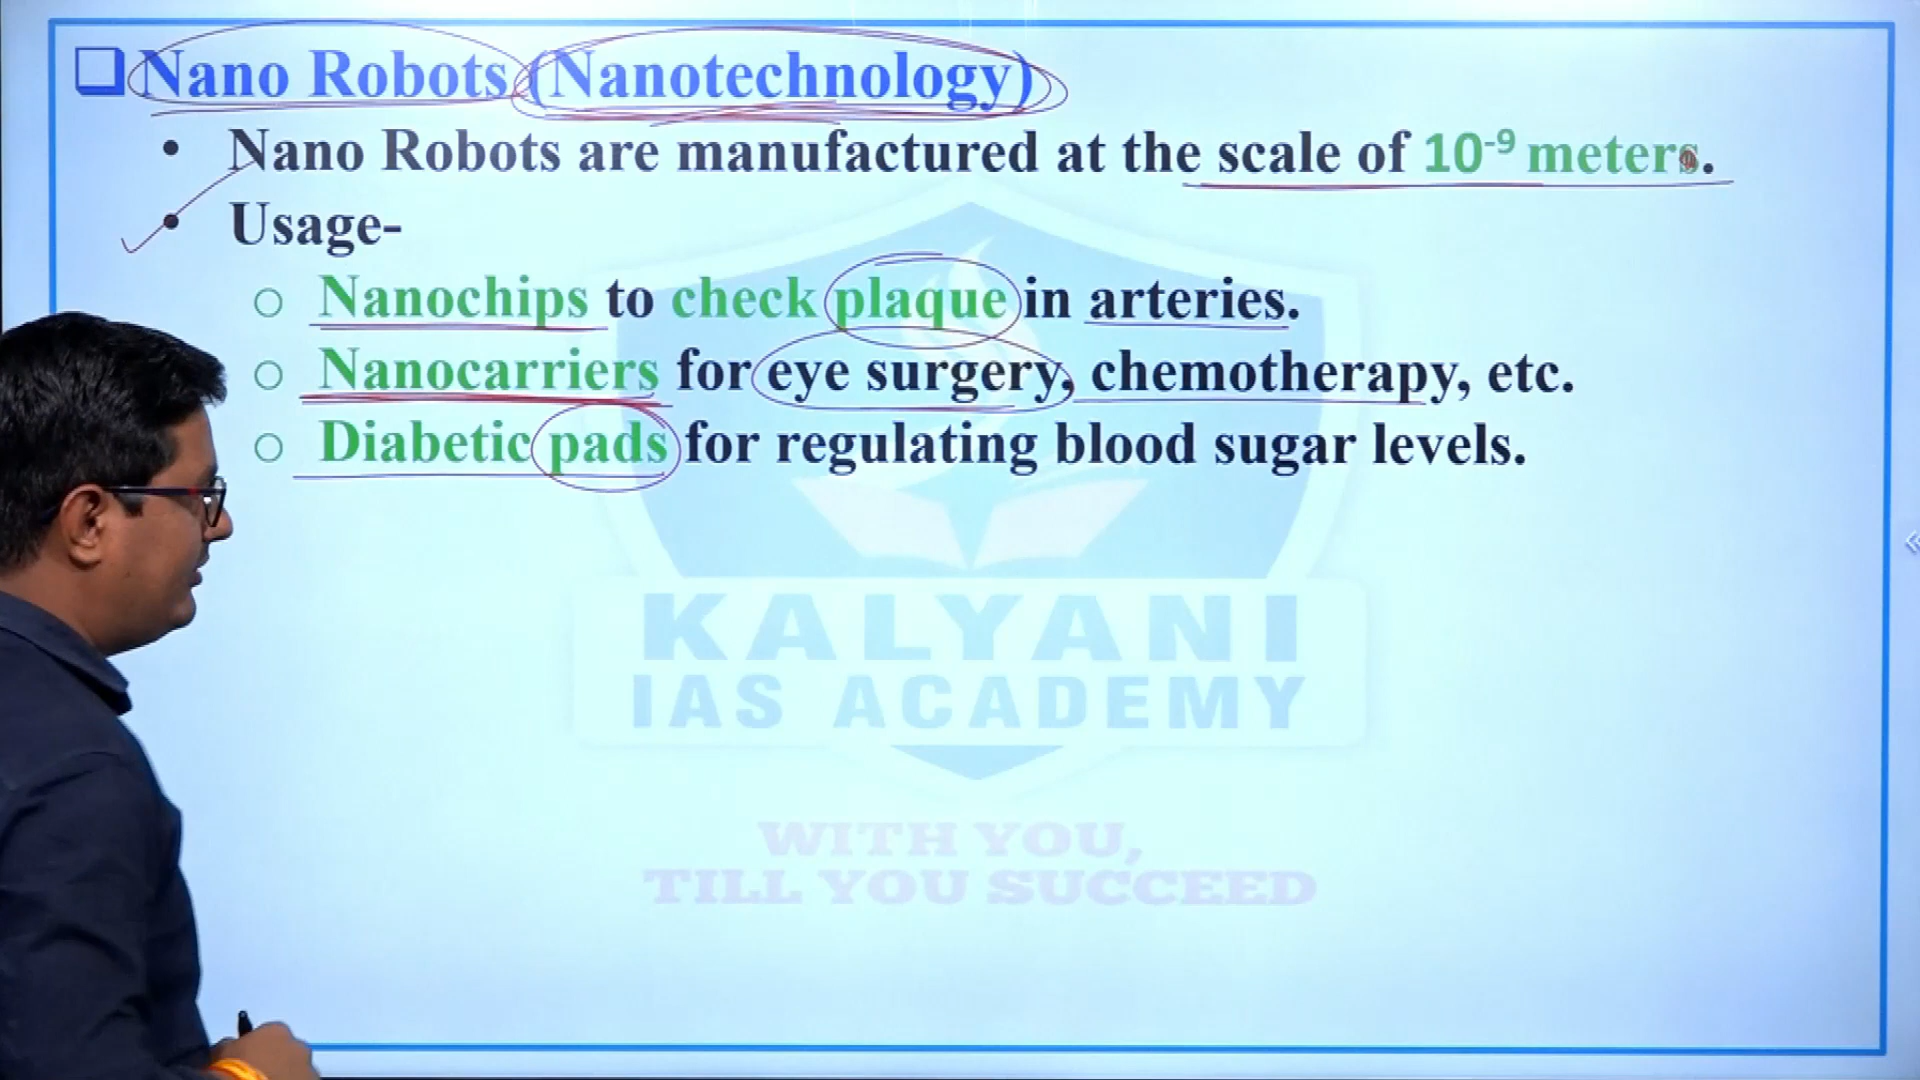 Nano Robots (Nanotechnology)
• Nano Robots are manufactured at the scale of 10⁻⁹ meters.
• Usage-
○ Nanochips to check plaque in arteries.
○ Nanocarriers for eye surgery, chemotherapy, etc.
○ Diabetic pads for regulating blood sugar levels.
KALYANI
IAS ACADEMY
WITH YOU,
TILL YOU SUCCEED